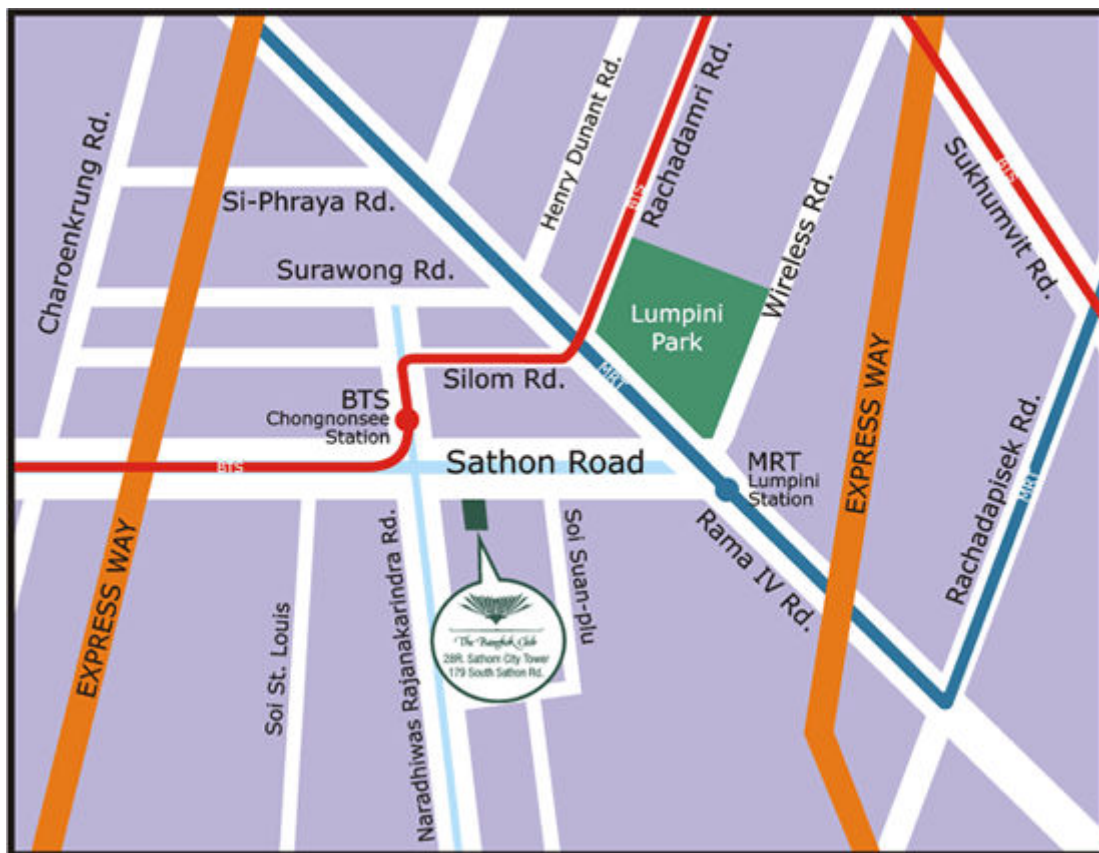 Charoenkrung Rd.
Si-Phraya Rd.
Surawong Rd.
Henry Dunant Rd.
BTS
Rachadamri Rd.
Wireless Rd.
BTS
Sukhumvit Rd.
Lumpini
Park
MRT
Silom Rd.
BTS
Chongnonsee
Station
BTS
Sathon Road
MRT
Lumpini
Station
EXPRESS WAY
Rachadapisek Rd.
MRT
Rama IV Rd.
EXPRESS WAY
Soi St. Louis
Naradhiwas Rajanakarindra Rd.
Soi Suan-plu
The Bangkok Club
28R. Sathorn City Tower
179 South Sathon Rd.